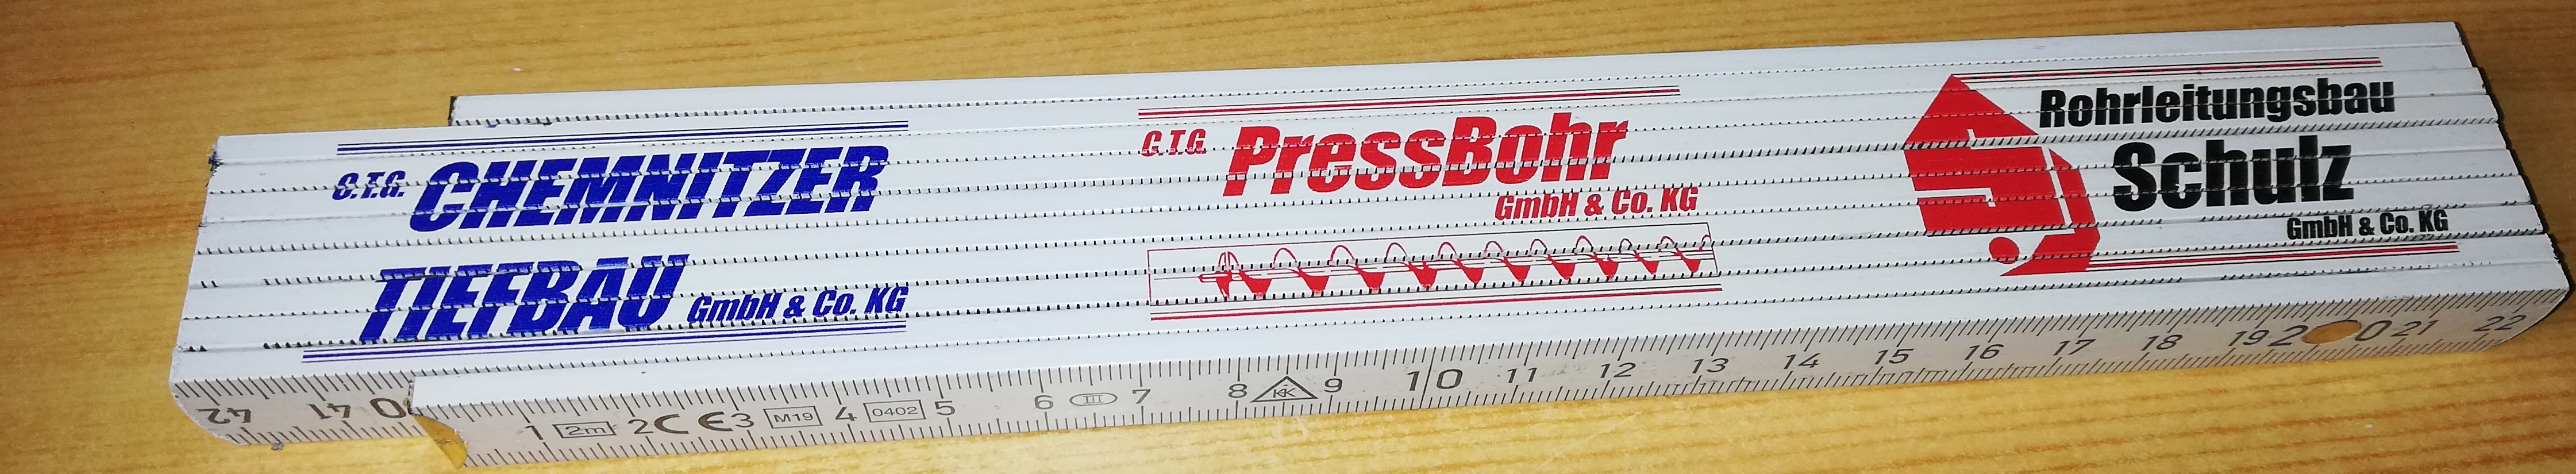 C.T.G. CHEMNITZER
TIEFBAU GmbH & Co. KG
C.T.G PressBohr
GmbH & Co. KG
Rohrleitungsbau
Schulz
GmbH & Co. KG
42 41 0
1 2m 2 CE 3 M19 4 0402 5 6 III 7 8 KK 9 10 11 12 13 14 15 16 17 18 19 20 21 22